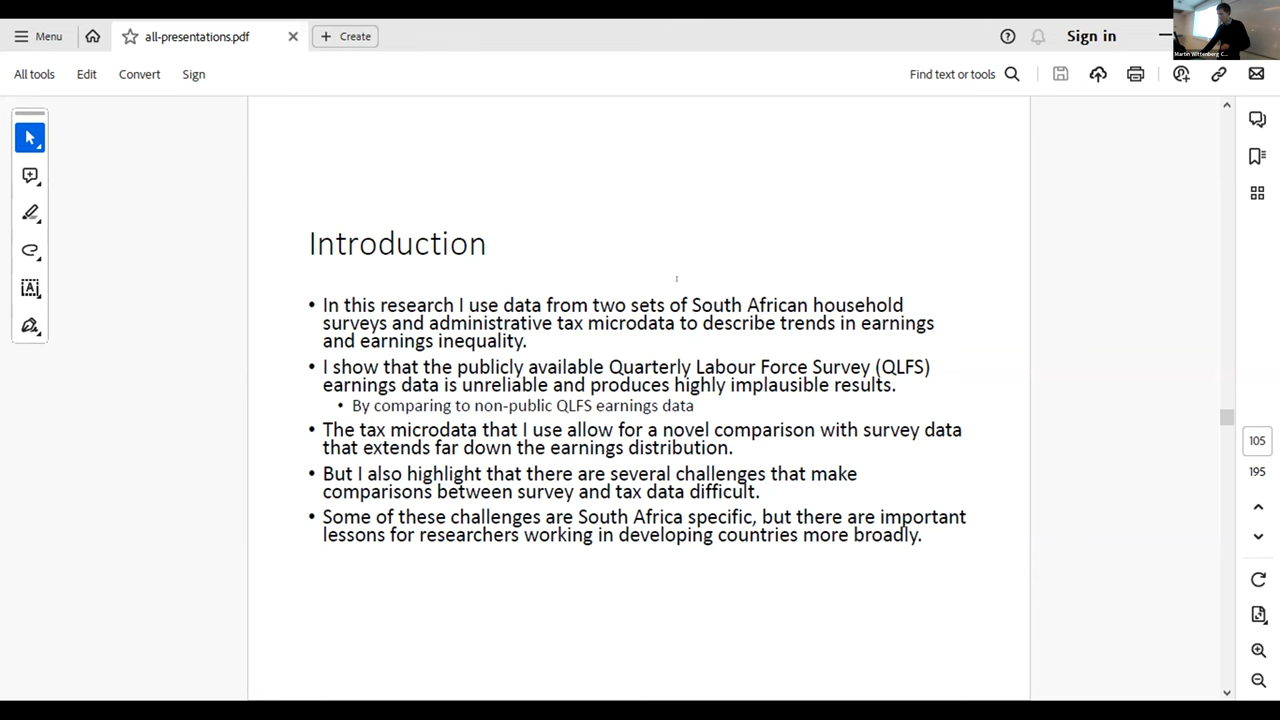 Menu
all-presentations.pdf
Create
Sign in
Martin Wittenberg C...
All tools
Edit
Convert
Sign
Find text or tools
Introduction
• In this research I use data from two sets of South African household
surveys and administrative tax microdata to describe trends in earnings
and earnings inequality.
• I show that the publicly available Quarterly Labour Force Survey (QLFS)
earnings data is unreliable and produces highly implausible results.
• By comparing to non-public QLFS earnings data
• The tax microdata that I use allow for a novel comparison with survey data
that extends far down the earnings distribution.
• But I also highlight that there are several challenges that make
comparisons between survey and tax data difficult.
• Some of these challenges are South Africa specific, but there are important
lessons for researchers working in developing countries more broadly.
105
195